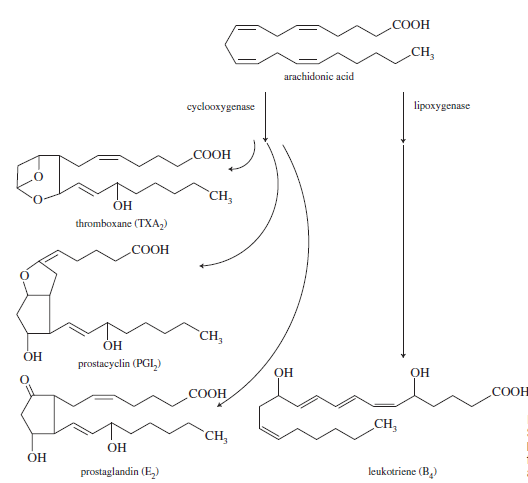 COOH
CH₃
arachidonic acid
cyclooxygenase
lipoxygenase
COOH
O
O
OH
CH₃
thromboxane (TXA₂)
COOH
O
CH₃
OH
OH
prostacyclin (PGI₂)
O
COOH
CH₃
OH
OH
prostaglandin (E₂)
OH
OH
COOH
CH₃
leukotriene (B₄)